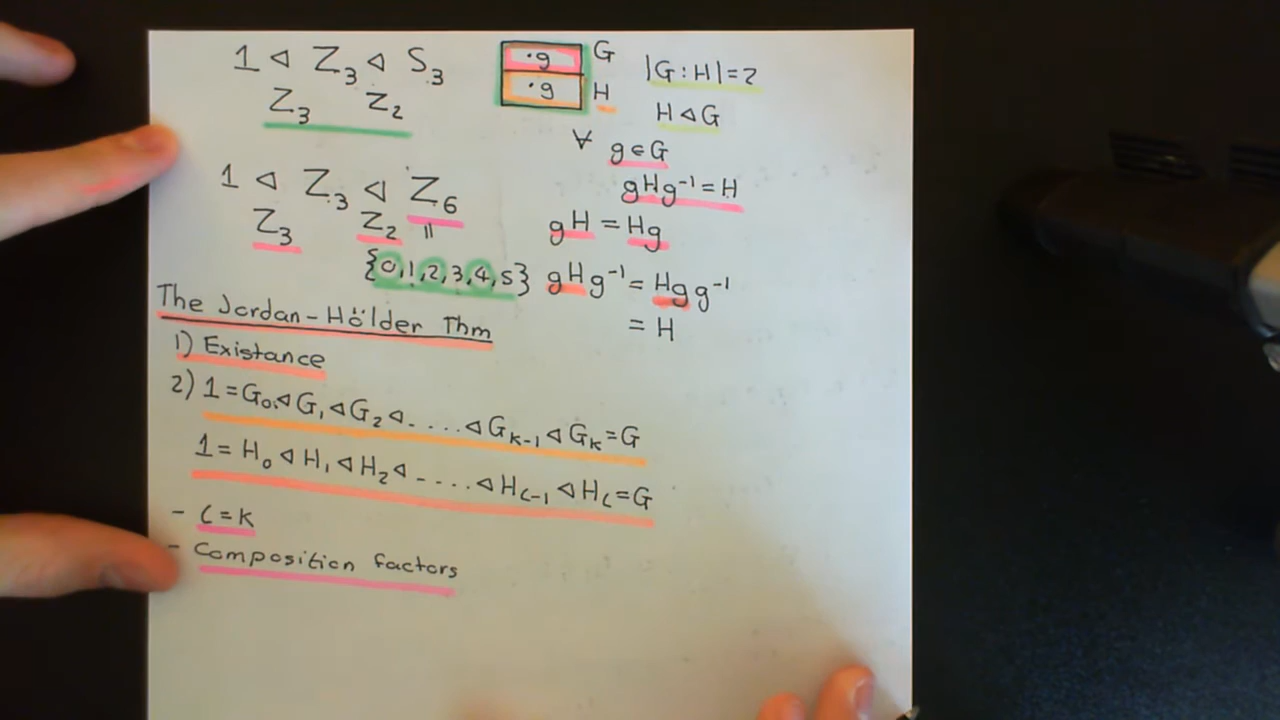 1 ◁ Z₃ ◁ S₃
Z₃ Z₂
·g G
·g H
|G:H|=2
H◁G
∀ g∈G
gHg⁻¹=H
gH = Hg
gHg⁻¹ = Hgg⁻¹
= H
1 ◁ Z₃ ◁ Z₆
Z₃ Z₂ =
{0,1,2,3,4,5}
The Jordan-Hölder Thm
1) Existance
2) 1=G₀◁G₁◁G₂◁.....◁Gₖ₋₁◁Gₖ=G
1=H₀◁H₁◁H₂◁-....◁H_{L-1}◁H_L=G
- L=K
- Composition factors